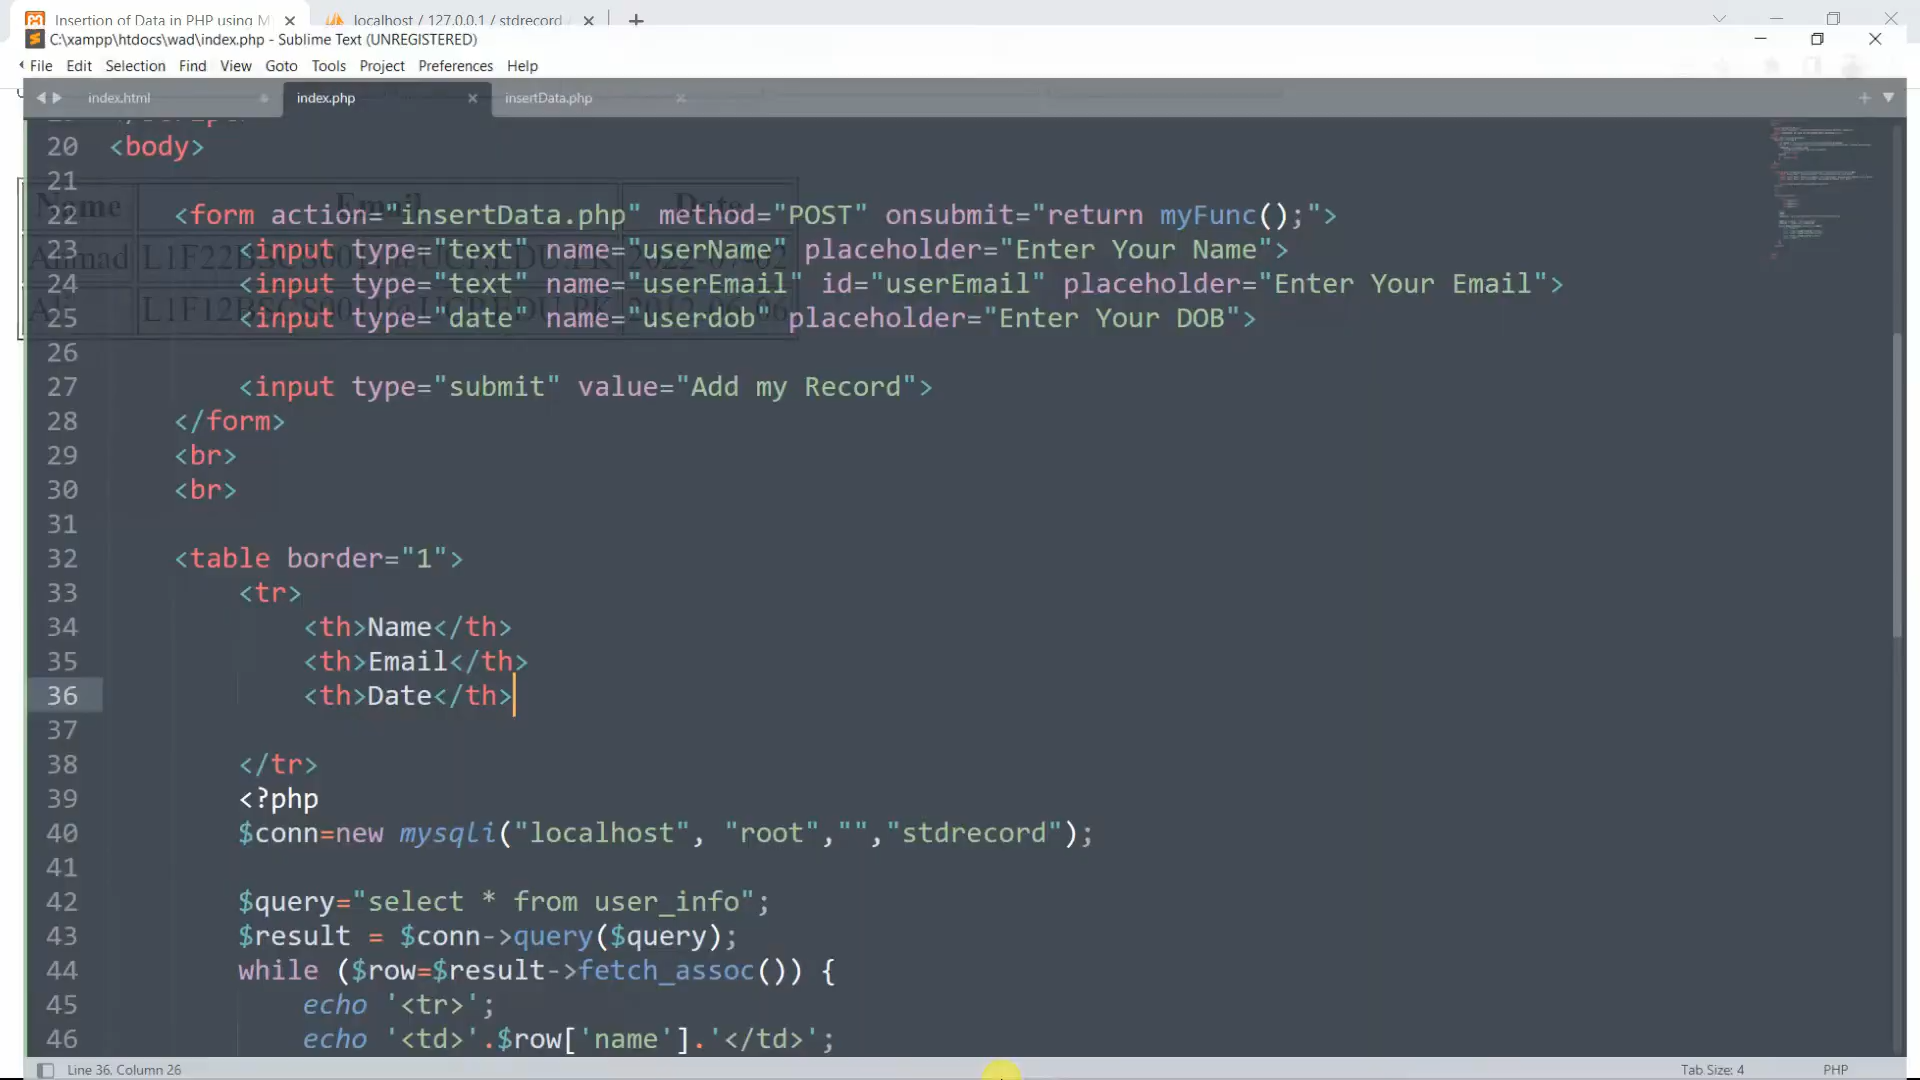 Insertion of Data in PHP using M
localhost / 127.0.0.1 / stdrecord /
C:\xampp\htdocs\wad\index.php - Sublime Text (UNREGISTERED)
File Edit Selection Find View Goto Tools Project Preferences Help
index.html index.php insertData.php
20 <body>
21
22 <form action="insertData.php" method="POST" onsubmit="return myFunc();">
23 <input type="text" name="userName" placeholder="Enter Your Name">
24 <input type="text" name="userEmail" id="userEmail" placeholder="Enter Your Email">
25 <input type="date" name="userdob" placeholder="Enter Your DOB">
26
27 <input type="submit" value="Add my Record">
28 </form>
29 <br>
30 <br>
31
32 <table border="1">
33 <tr>
34 <th>Name</th>
35 <th>Email</th>
36 <th>Date</th>
37
38 </tr>
39 <?php
40 $conn=new mysqli("localhost", "root","","stdrecord");
41
42 $query="select * from user_info";
43 $result = $conn->query($query);
44 while ($row=$result->fetch_assoc()) {
45 echo '<tr>';
46 echo '<td>'.$row['name'].'</td>';
Name Email Date
Ahmad
Line 36, Column 26
Tab Size: 4 PHP